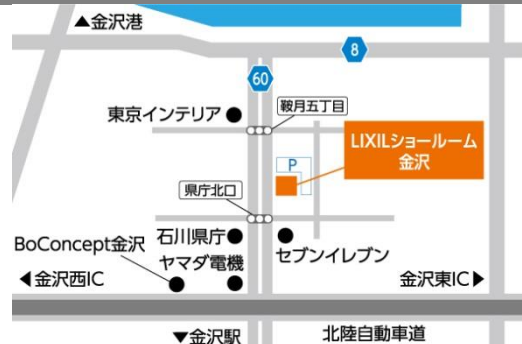 ▲金沢港
8
60
東京インテリア
鞍月五丁目
LIXILショールーム
金沢
P
県庁北口
石川県庁
セブンイレブン
BoConcept金沢
ヤマダ電機
◀金沢西IC
金沢東IC▶
▼金沢駅
北陸自動車道